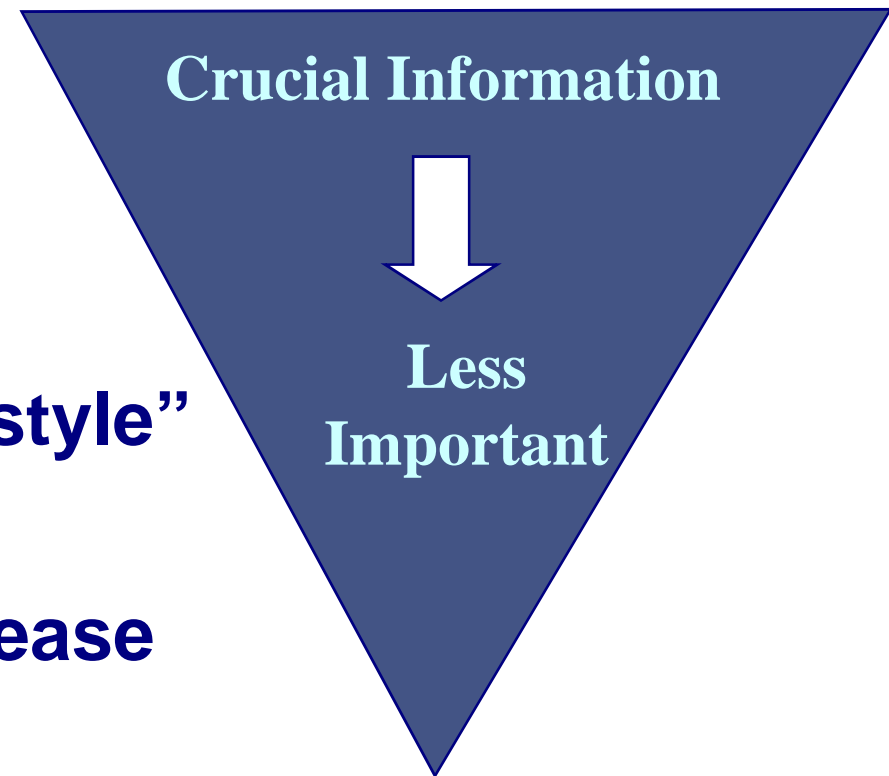 Crucial Information
Less
style”
Important
ease